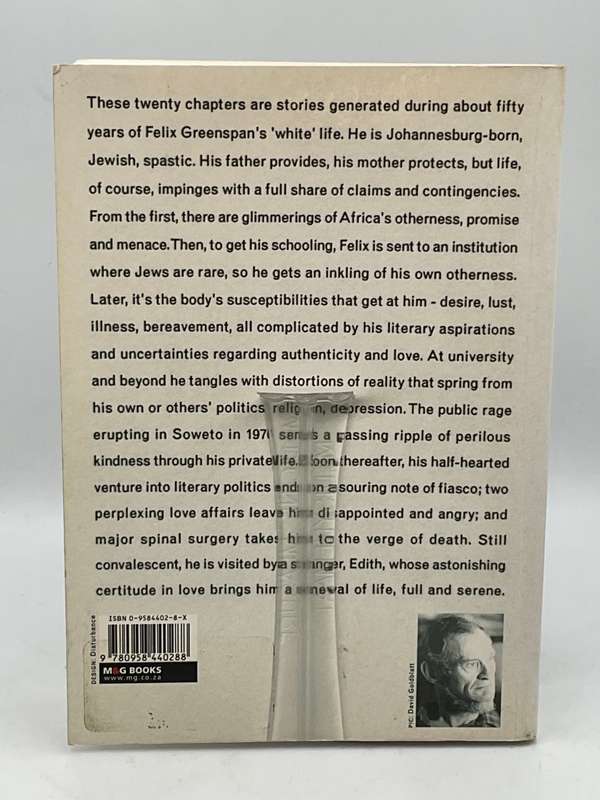 These twenty chapters are stories generated during about fifty
years of Felix Greenspan's 'white' life. He is Johannesburg-born,
Jewish, spastic. His father provides, his mother protects, but life,
of course, impinges with a full share of claims and contingencies.
From the first, there are glimmerings of Africa's otherness, promise
and menace.Then, to get his schooling, Felix is sent to an institution
where Jews are rare, so he gets an inkling of his own otherness.
Later, it's the body's susceptibilities that get at him - desire, lust,
illness, bereavement, all complicated by his literary aspirations
and uncertainties regarding authenticity and love. At university
and beyond he tangles with distortions of reality that spring from
his own or others' politics, religion, depression. The public rage
erupting in Soweto in 1976 sends a passing ripple of perilous
kindness through his private life. Soon thereafter, his half-hearted
venture into literary politics ends on a souring note of fiasco; two
perplexing love affairs leave him disappointed and angry; and
major spinal surgery takes him to the verge of death. Still
convalescent, he is visited by a stranger, Edith, whose astonishing
certitude in love brings him a renewal of life, full and serene.
DESIGN: Disturbance
ISBN 0-9584402-8-X
9 780958 440288
M&G BOOKS
www.mg.co.za
PIC: David Goldblatt